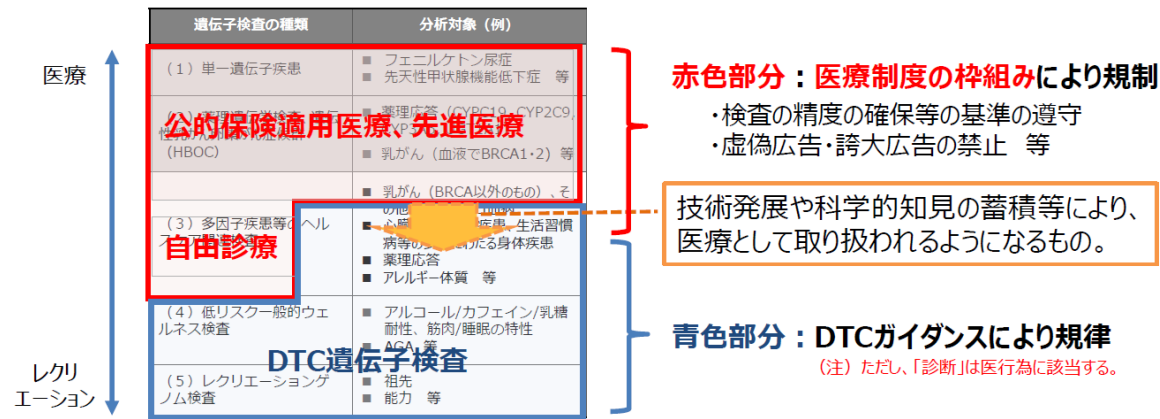 遺伝子検査の種類
分析対象（例）
医療
（１）単一遺伝子疾患
■ フェニルケトン尿症
■ 先天性甲状腺機能低下症 等
公的保険適用医療、先進医療
（HBOC）
薬理応答（CYPC19、CYP2C9,
■ 乳がん（血液でBRCA1・2）等
■ 乳がん（BRCA以外のもの）、そ
（３）多因子疾患等のヘル
疾患、生活習慣
自由診療
病等の
わたる身体疾患
■ 薬理応答
■ アレルギー体質 等
（４）低リスク一般的ウェ
ルネス検査
■ アルコール/カフェイン/乳糖
耐性、筋肉/睡眠の特性
■ AGA 等
DTC遺伝子検査
（５）レクリエーションゲ
ノム検査
■ 祖先
■ 能力 等
レクリ
エーション
赤色部分：医療制度の枠組みにより規制
・検査の精度の確保等の基準の遵守
・虚偽広告・誇大広告の禁止 等
技術発展や科学的知見の蓄積等により、
医療として取り扱われるようになるもの。
青色部分：DTCガイダンスにより規律
（注）ただし、「診断」は医行為に該当する。